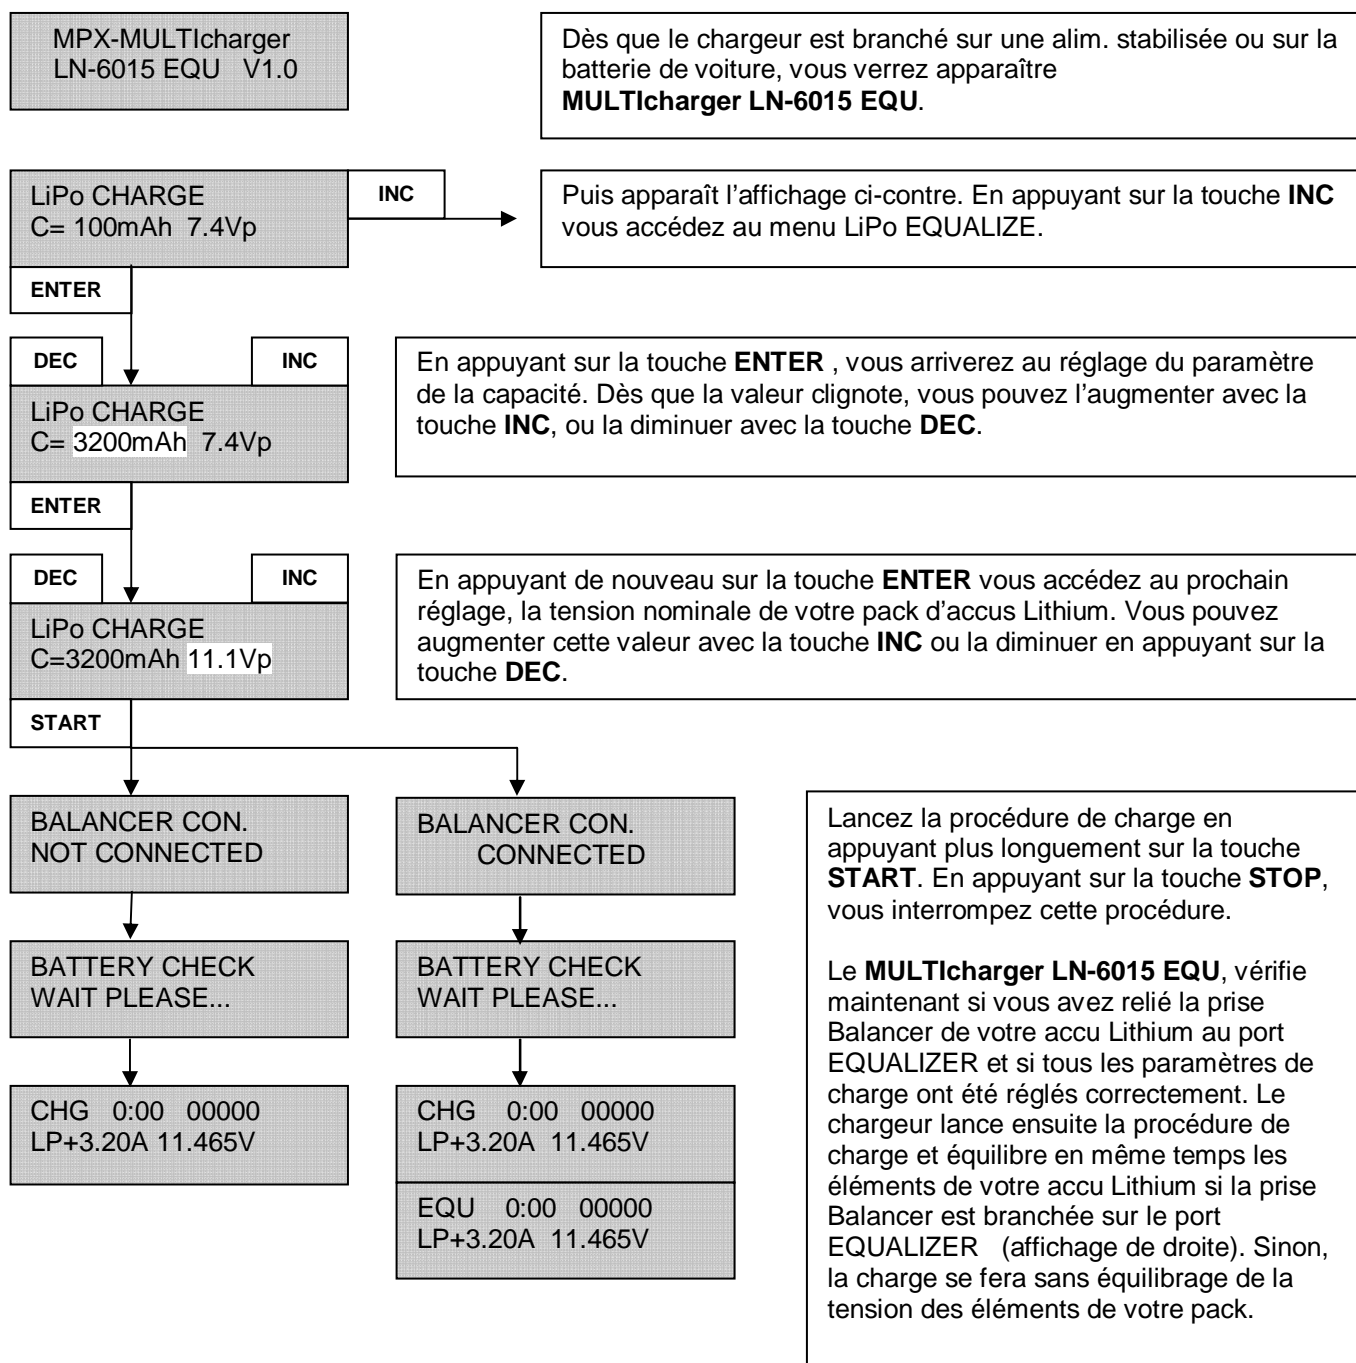 MPX-MULTIcharger
LN-6015 EQU V1.0
Dès que le chargeur est branché sur une alim. stabilisée ou sur la
batterie de voiture, vous verrez apparaître
MULTIcharger LN-6015 EQU.
LiPo CHARGE
C= 100mAh 7.4Vp
INC
Puis apparaît l'affichage ci-contre. En appuyant sur la touche INC
vous accédez au menu LiPo EQUALIZE.
ENTER
DEC
INC
LiPo CHARGE
C= 3200mAh 7.4Vp
En appuyant sur la touche ENTER , vous arriverez au réglage du paramètre
de la capacité. Dès que la valeur clignote, vous pouvez l'augmenter avec la
touche INC, ou la diminuer avec la touche DEC.
ENTER
DEC
INC
LiPo CHARGE
C=3200mAh 11.1Vp
En appuyant de nouveau sur la touche ENTER vous accédez au prochain
réglage, la tension nominale de votre pack d'accus Lithium. Vous pouvez
augmenter cette valeur avec la touche INC ou la diminuer en appuyant sur la
touche DEC.
START
BALANCER CON.
NOT CONNECTED
BATTERY CHECK
WAIT PLEASE...
CHG 0:00 00000
LP+3.20A 11.465V
BALANCER CON.
CONNECTED
BATTERY CHECK
WAIT PLEASE...
CHG 0:00 00000
LP+3.20A 11.465V
EQU 0:00 00000
LP+3.20A 11.465V
Lancez la procédure de charge en
appuyant plus longuement sur la touche
START. En appuyant sur la touche STOP,
vous interrompez cette procédure.
Le MULTIcharger LN-6015 EQU, vérifie
maintenant si vous avez relié la prise
Balancer de votre accu Lithium au port
EQUALIZER et si tous les paramètres de
charge ont été réglés correctement. Le
chargeur lance ensuite la procédure de
charge et équilibre en même temps les
éléments de votre accu Lithium si la prise
Balancer est branchée sur le port
EQUALIZER (affichage de droite). Sinon,
la charge se fera sans équilibrage de la
tension des éléments de votre pack.